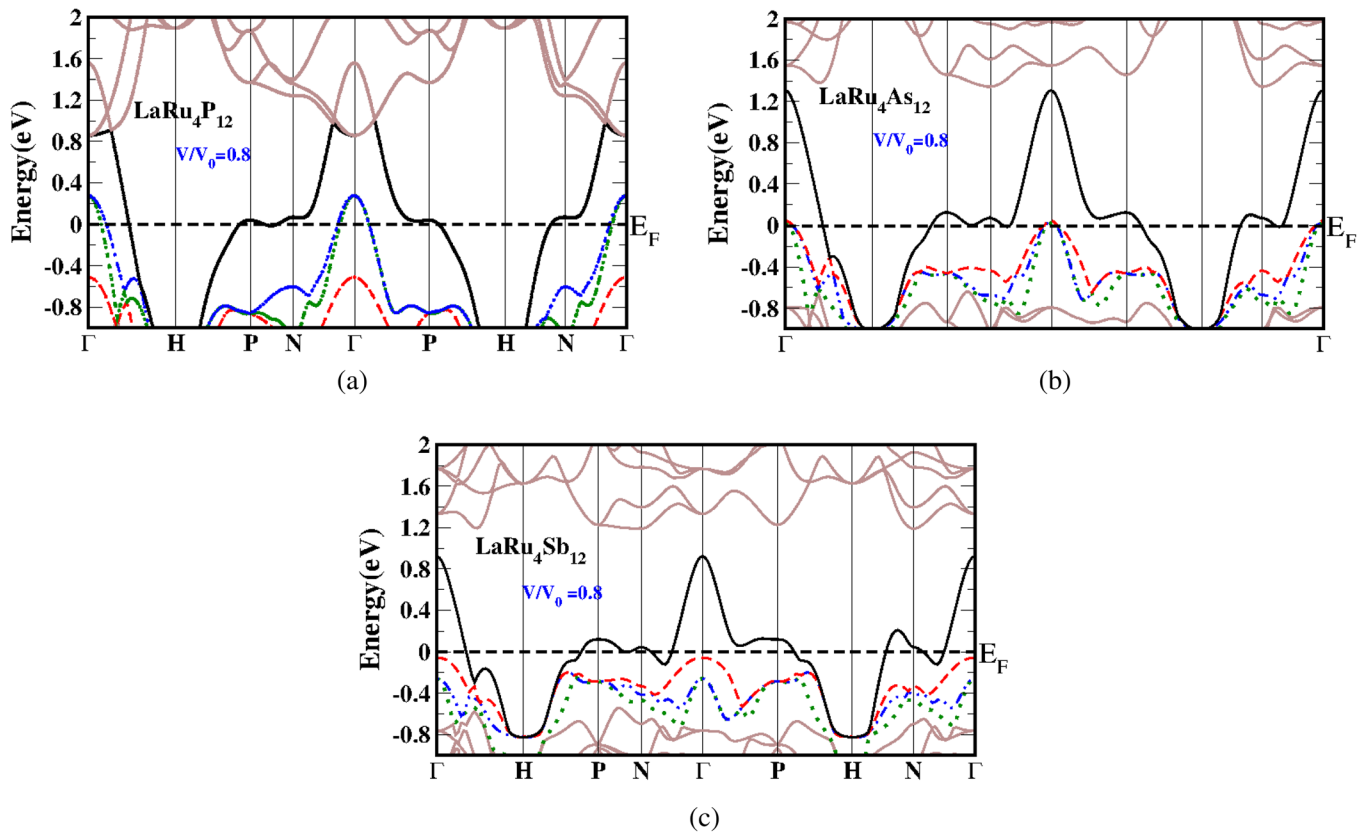 2
1.6
1.2
0.8
0.4
0
-0.4
-0.8
Energy(eV)
LaRu4P12
V/V0=0.8
EF
Γ H P N Γ P H N Γ
(a)
2
1.6
1.2
0.8
0.4
0
-0.4
-0.8
Energy(eV)
LaRu4As12
V/V0=0.8
EF
Γ Γ
(b)
2
1.6
1.2
0.8
0.4
0
-0.4
-0.8
Energy(eV)
LaRu4Sb12
V/V0 =0.8
EF
Γ H P N Γ P H N Γ
(c)